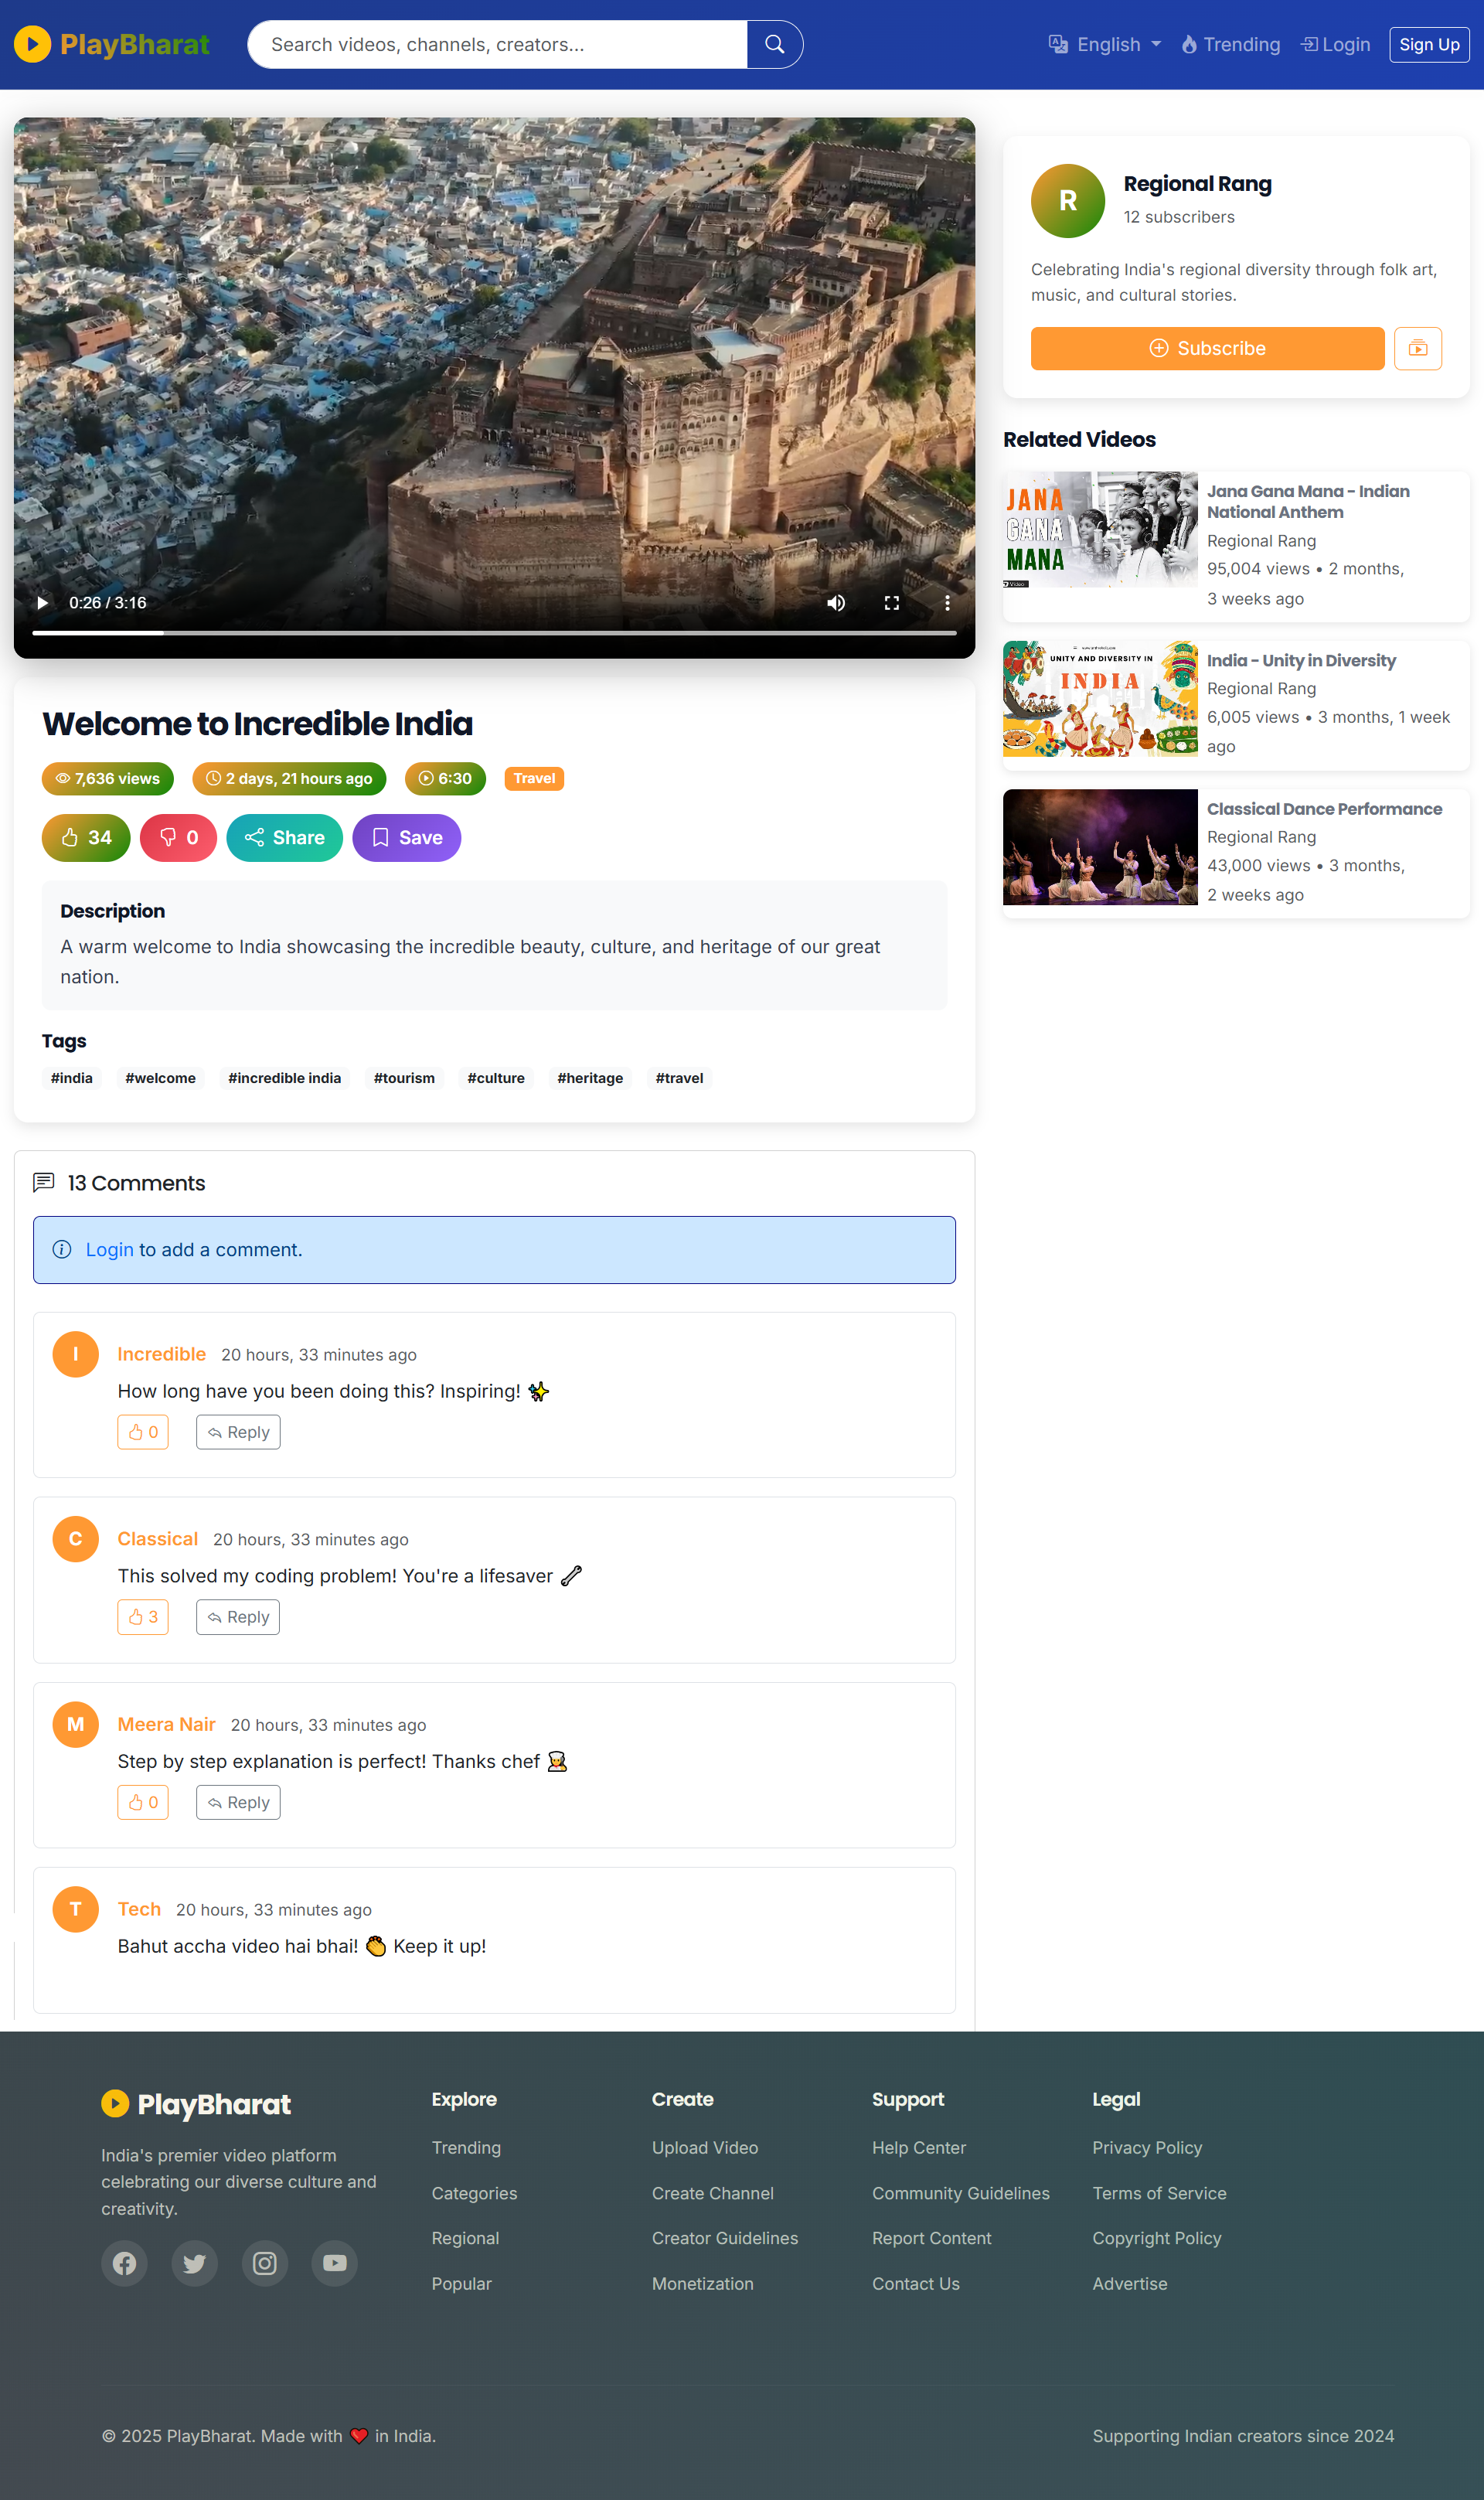 PlayBharat
Search videos, channels, creators...
English
Trending
Login
Sign Up
0:26 / 3:16
Welcome to Incredible India
7,636 views
2 days, 21 hours ago
6:30
Travel
34
0
Share
Save
Description
A warm welcome to India showcasing the incredible beauty, culture, and heritage of our great
nation.
Tags
#india
#welcome
#incredible india
#tourism
#culture
#heritage
#travel
13 Comments
Login to add a comment.
I
Incredible 20 hours, 33 minutes ago
How long have you been doing this? Inspiring! ✨
0
Reply
C
Classical 20 hours, 33 minutes ago
This solved my coding problem! You're a lifesaver 🔧
3
Reply
M
Meera Nair 20 hours, 33 minutes ago
Step by step explanation is perfect! Thanks chef 👩‍🍳
0
Reply
T
Tech 20 hours, 33 minutes ago
Bahut accha video hai bhai! 👏 Keep it up!
R
Regional Rang
12 subscribers
Celebrating India's regional diversity through folk art,
music, and cultural stories.
Subscribe
Related Videos
JANA
GANA
MANA
Video
Jana Gana Mana - Indian
National Anthem
Regional Rang
95,004 views • 2 months,
3 weeks ago
UNITY AND DIVERSITY IN
INDIA
India - Unity in Diversity
Regional Rang
6,005 views • 3 months, 1 week
ago
Classical Dance Performance
Regional Rang
43,000 views • 3 months,
2 weeks ago
PlayBharat
India's premier video platform
celebrating our diverse culture and
creativity.
Explore
Trending
Categories
Regional
Popular
Create
Upload Video
Create Channel
Creator Guidelines
Monetization
Support
Help Center
Community Guidelines
Report Content
Contact Us
Legal
Privacy Policy
Terms of Service
Copyright Policy
Advertise
© 2025 PlayBharat. Made with ❤️ in India.
Supporting Indian creators since 2024